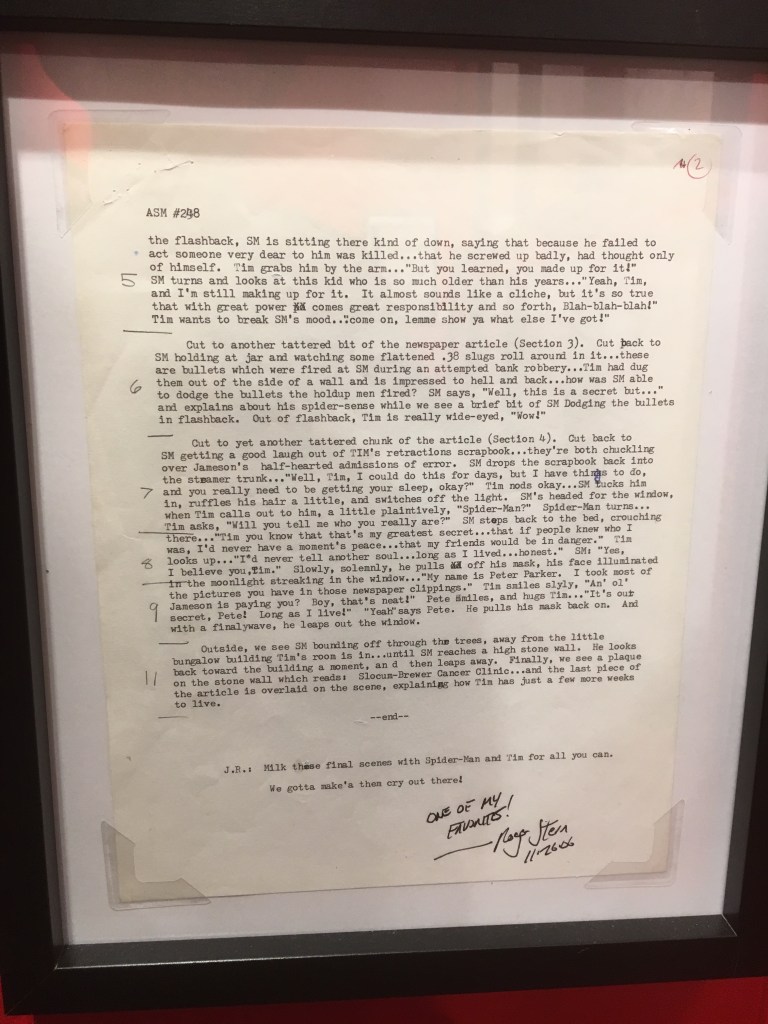 2
ASM #248
the flashback, SM is sitting there kind of down, saying that because he failed to
act someone very dear to him was killed...that he screwed up badly, had thought only
of himself.  Tim grabs him by the arm..."But you learned, you made up for it!"
5
SM turns and looks at this kid who is so much older than his years..."Yeah, Tim,
and I'm still making up for it.  It almost sounds like a cliche, but it's so true
that with great power comes great responsibility and so forth, Blah-blah-blah!"
Tim wants to break SM's mood.."come on, lemme show ya what else I've got!"
Cut to another tattered bit of the newspaper article (Section 3).  Cut back to
SM holding at jar and watching some flattened .38 slugs roll around in it...these
are bullets which were fired at SM during an attempted bank robbery...Tim had dug
6
them out of the side of a wall and is impressed to hell and back...how was SM able
to dodge the bullets the holdup men fired?  SM says, "Well, this is a secret but..."
and explains about his spider-sense while we see a brief bit of SM Dodging the bullets
in flashback.  Out of flashback, Tim is really wide-eyed, "Wow!"
Cut to yet another tattered chunk of the article (Section 4).  Cut back to
SM getting a good laugh out of TIM's retractions scrapbook...they're both chuckling
over Jameson's half-hearted admissions of error.  SM drops the scrapbook back into
the steamer trunk..."Well, Tim, I could do this for days, but I have things to do,
7
and you really need to be getting your sleep, okay?"  Tim nods okay...SM tucks him
in, ruffles his hair a little, and switches off the light.  SM's headed for the window,
when Tim calls out to him, a little plaintively, "Spider-Man?"  Spider-Man turns...
Tim asks, "Will you tell me who you really are?"  SM stops back to the bed, crouching
there..."Tim you know that that's my greatest secret...that if people knew who I
was, I'd never have a moment's peace...that my friends would be in danger."  Tim
8
looks up..."I'd never tell another soul...long as I lived...honest."  SM: "Yes,
I believe you,Tim."  Slowly, solemnly, he pulls off his mask, his face illuminated
in the moonlight streaking in the window..."My name is Peter Parker.  I took most of
the pictures you have in those newspaper clippings."  Tim smiles slyly, "An' ol'
9
Jameson is paying you?  Boy, that's neat!"  Pete smiles, and hugs Tim..."It's our
secret, Pete!  Long as I live!"  "Yeah"says Pete.  He pulls his mask back on.  And
with a finalywave, he leaps out the window.
Outside, we see SM bounding off through the trees, away from the little
bungalow building Tim's room is in...until SM reaches a high stone wall.  He looks
back toward the building a moment, an d  then leaps away.  Finally, we see a plaque
11
on the stone wall which reads:  Slocum-Brewer Cancer Clinic...and the last piece of
the article is overlaid on the scene, explaining how Tim has just a few more weeks
to live.
--end--
J.R.:  Milk these final scenes with Spider-Man and Tim for all you can.
We gotta make'a them cry out there!
ONE OF MY
FAVORITES!
Roger Stern
11-26-06